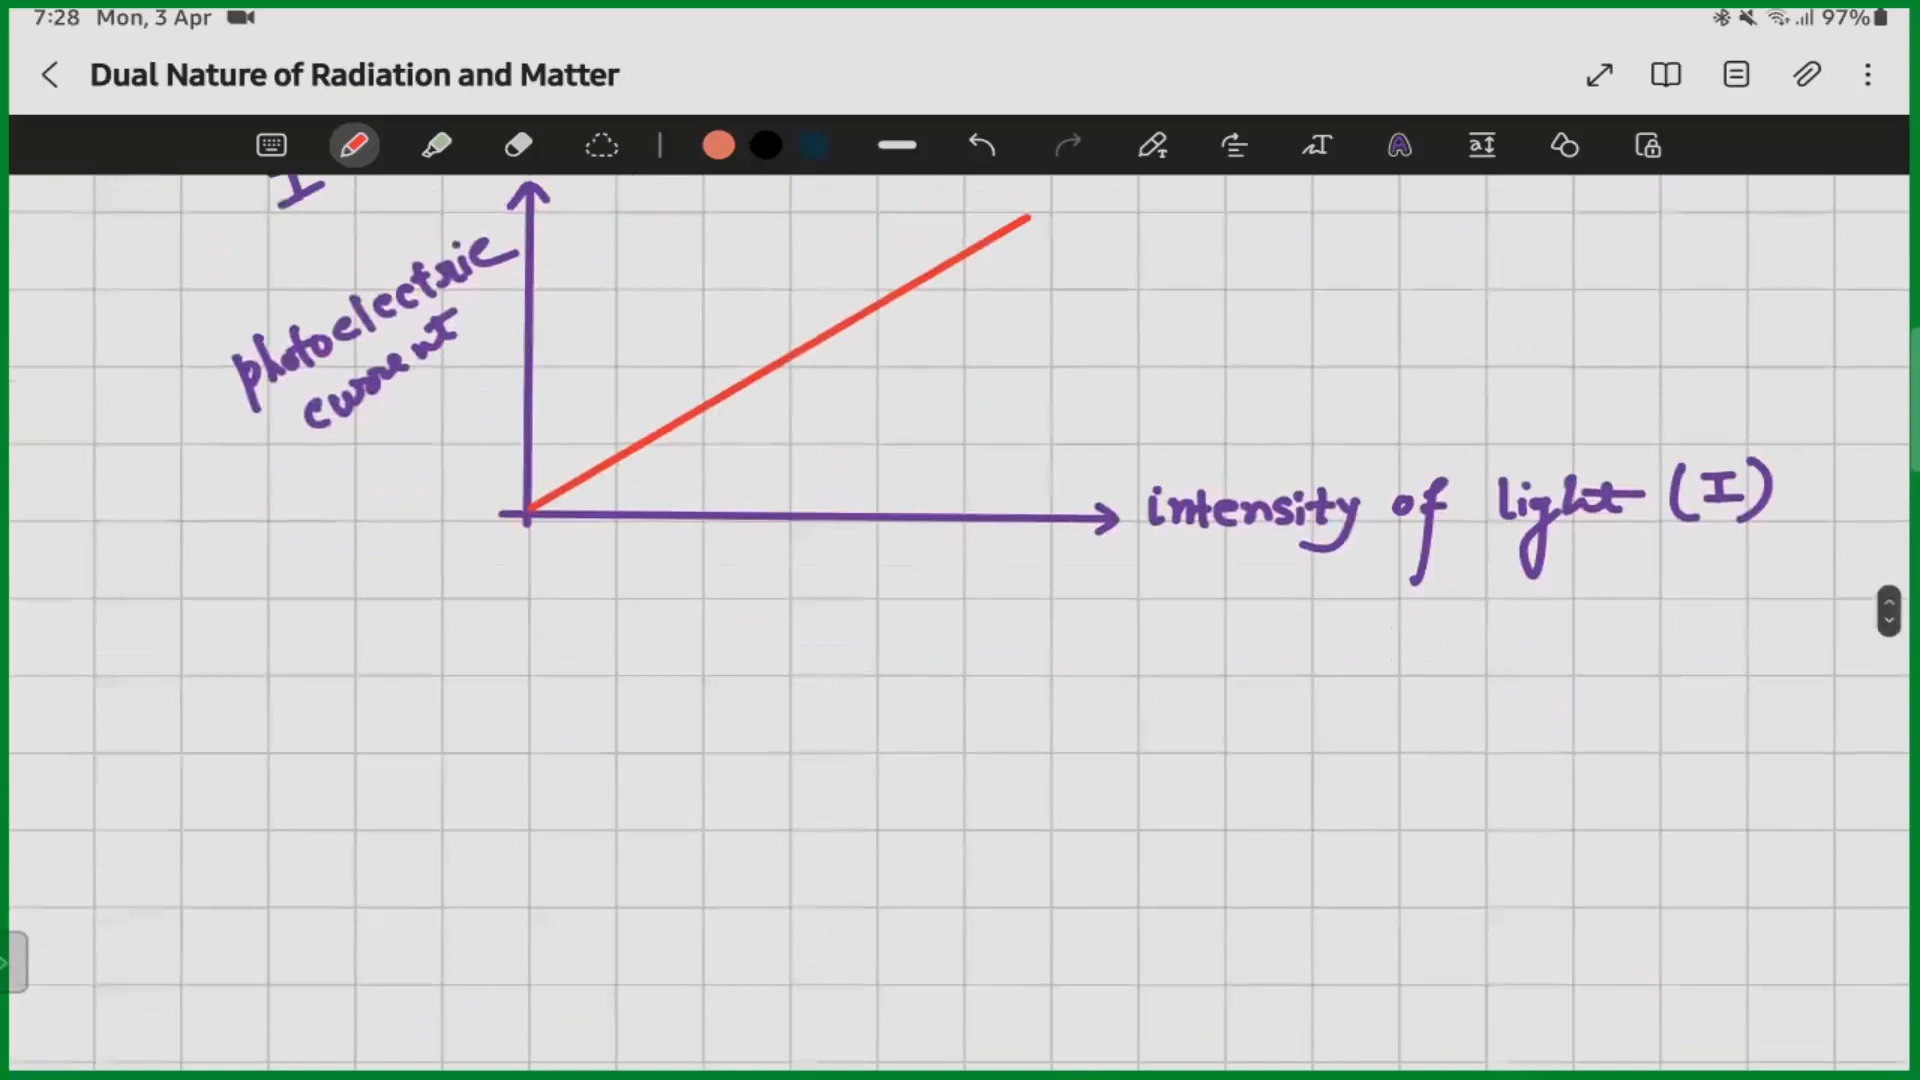 7:28 Mon, 3 Apr 97%
Dual Nature of Radiation and Matter
I
photoelectric
current
intensity of light (I)